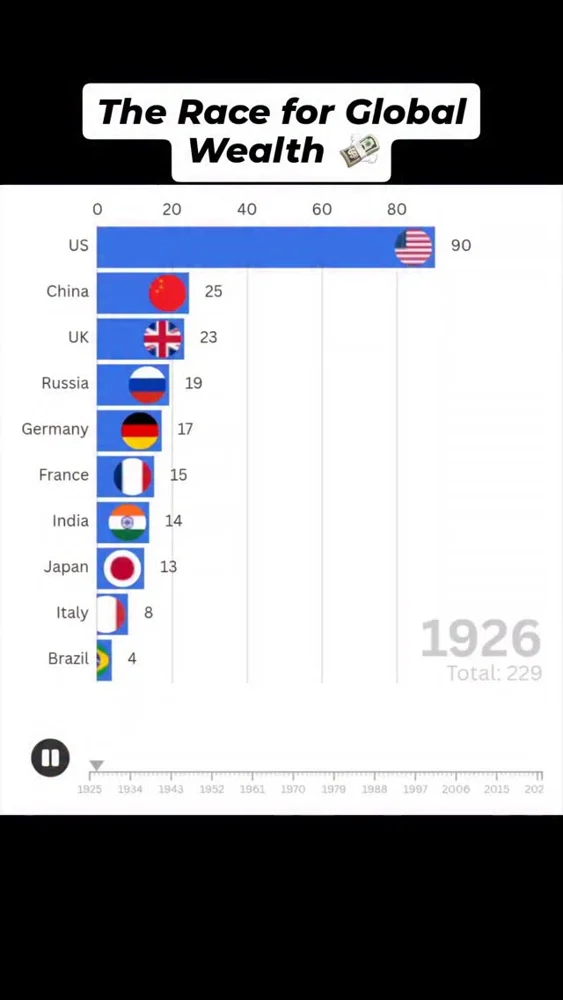 The Race for Global
Wealth
0 20 40 60 80
US 90
China 25
UK 23
Russia 19
Germany 17
France 15
India 14
Japan 13
Italy 8
Brazil 4
1926
Total: 229
1925 1934 1943 1952 1961 1970 1979 1988 1997 2006 2015 202